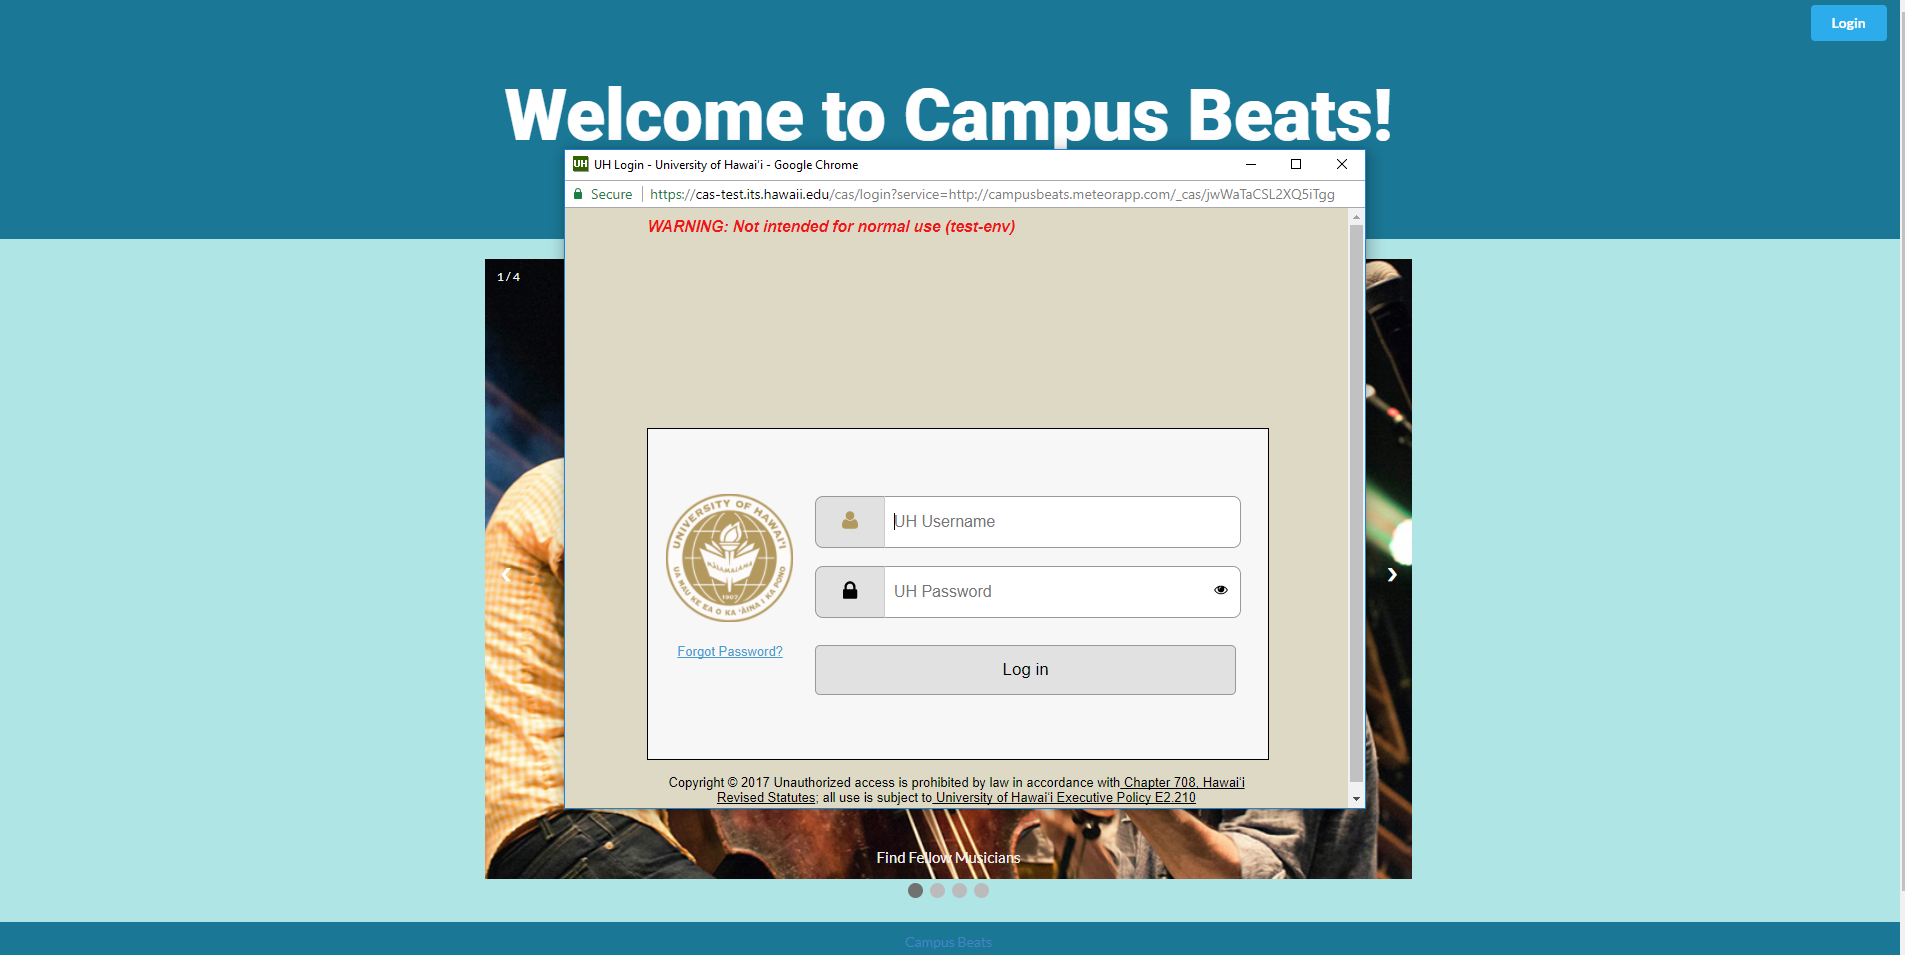 Login
Welcome to Campus Beats!
UH UH Login - University of Hawai'i - Google Chrome
Secure https://cas-test.its.hawaii.edu/cas/login?service=http://campusbeats.meteorapp.com/_cas/jwWaTaCSL2XQ5iTgg
WARNING: Not intended for normal use (test-env)
1 / 4
UNIVERSITY OF HAWAI'I
MĀLAMALAMA
1907
UA MAU KE EA O KA 'ĀINA I KA PONO
UH Username
UH Password
Forgot Password?
Log in
Copyright © 2017 Unauthorized access is prohibited by law in accordance with Chapter 708, Hawai'i
Revised Statutes; all use is subject to University of Hawai'i Executive Policy E2.210
Find Fellow Musicians
Campus Beats